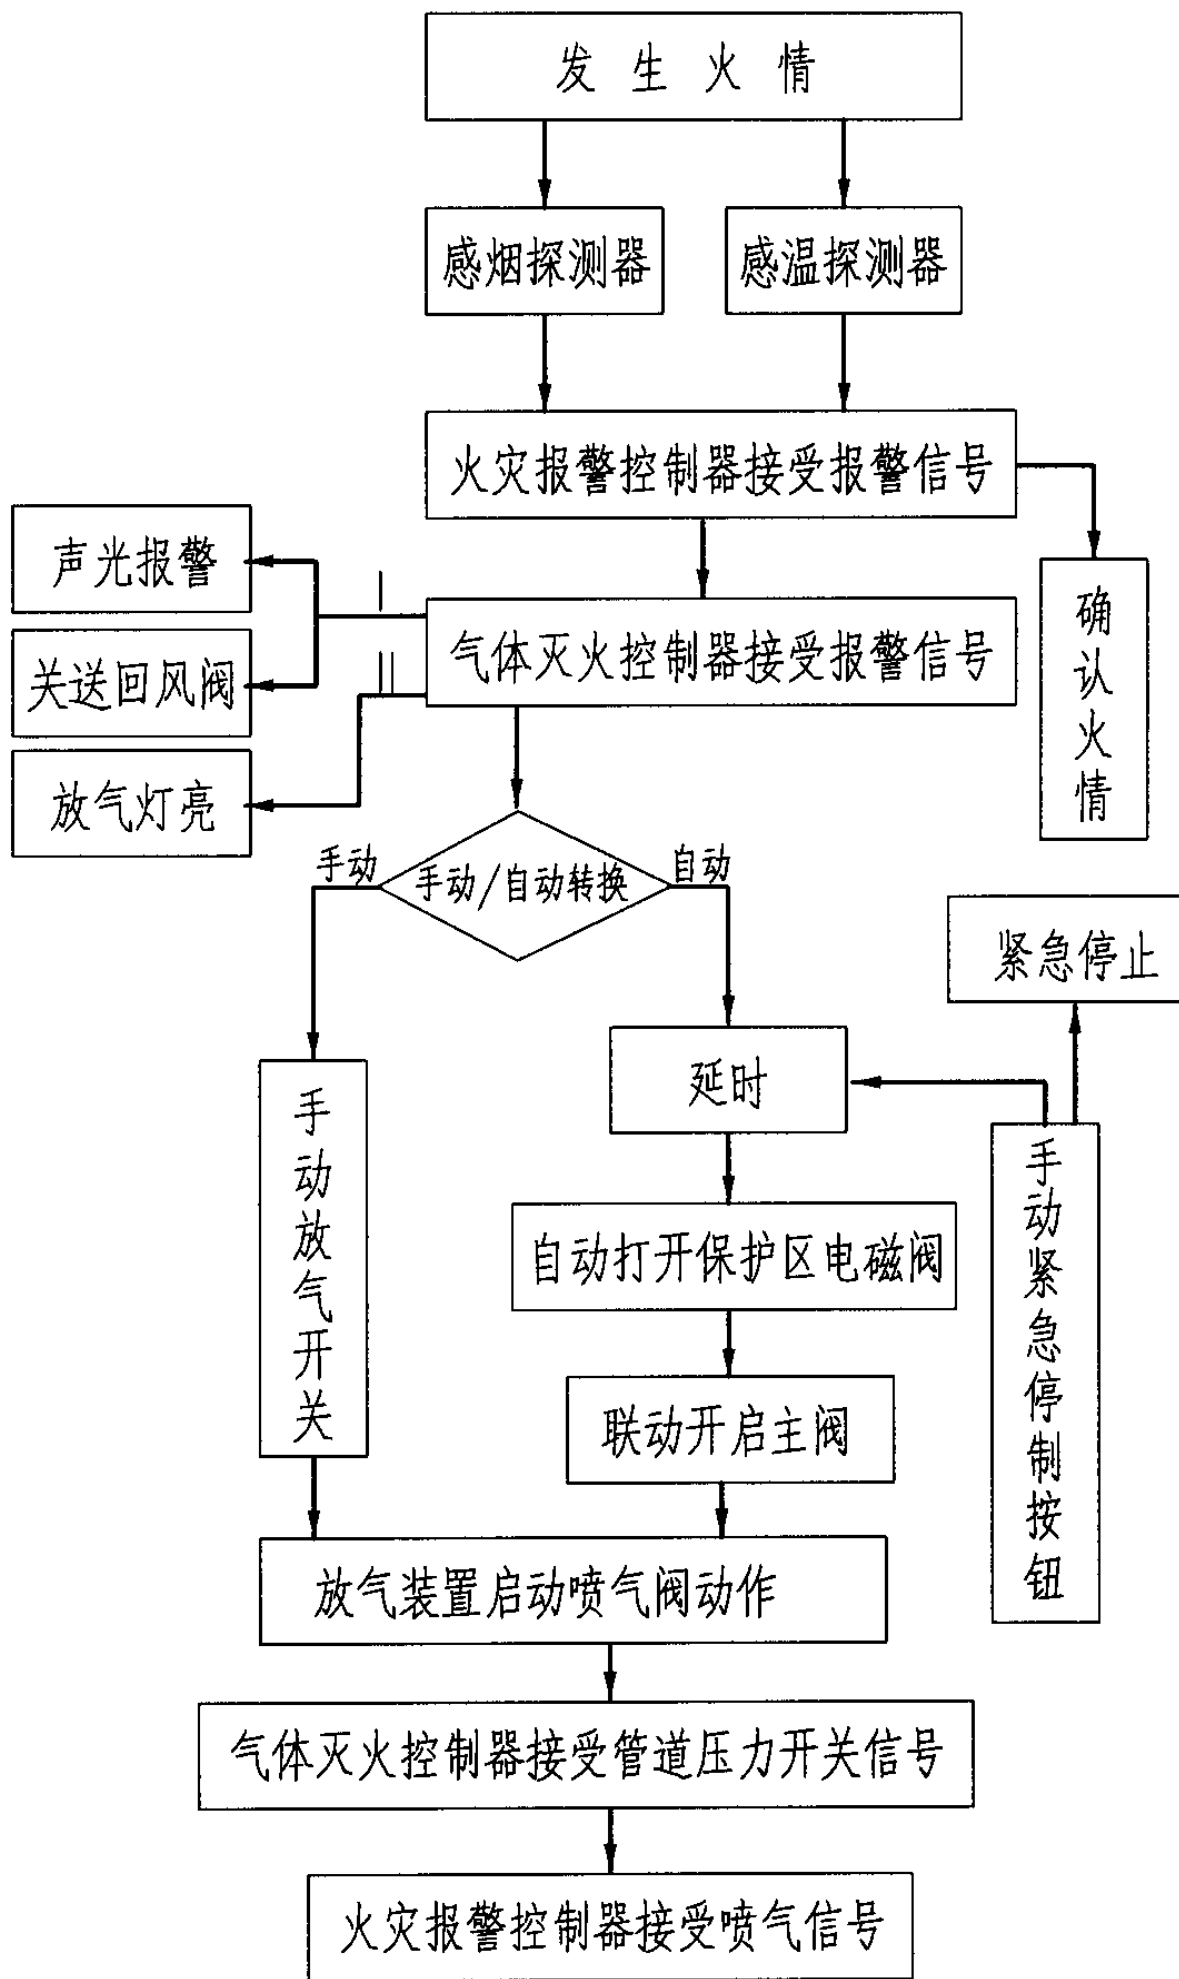 发生火情
感烟探测器
感温探测器
火灾报警控制器接受报警信号
声光报警
气体灭火控制器接受报警信号
关送回风阀
放气灯亮
确认火情
手动
手动/自动转换
自动
紧急停止
延时
手动放气开关
自动打开保护区电磁阀
手动紧急停制按钮
联动开启主阀
放气装置启动喷气阀动作
气体灭火控制器接受管道压力开关信号
火灾报警控制器接受喷气信号